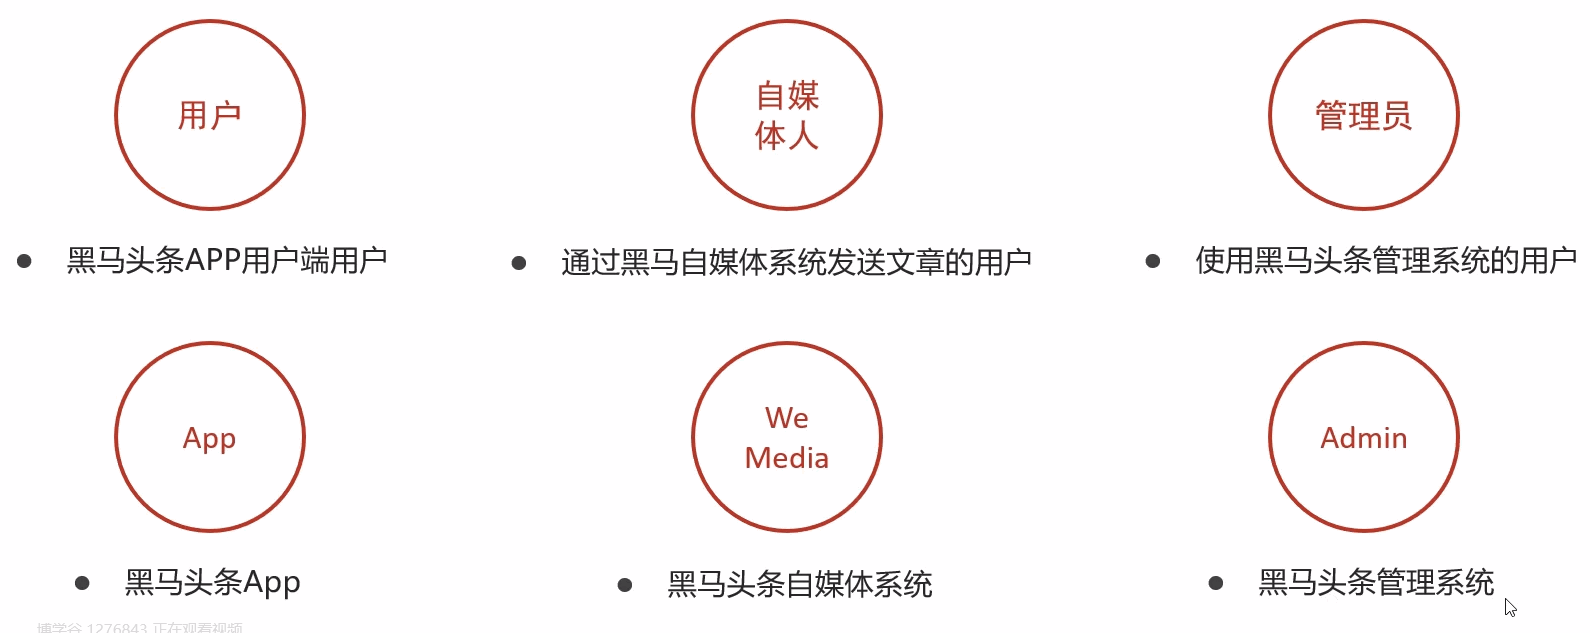 用户
自媒
体人
管理员
● 黑马头条APP用户端用户
● 通过黑马自媒体系统发送文章的用户
● 使用黑马头条管理系统的用户
App
We
Media
Admin
● 黑马头条App
● 黑马头条自媒体系统
● 黑马头条管理系统
博学谷 1276843 正在观看视频